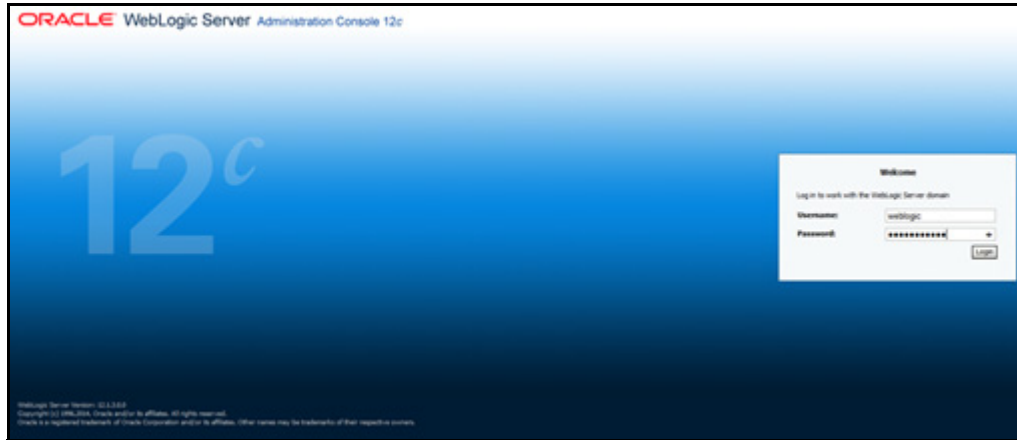 ORACLE WebLogic Server Administration Console 12c
12c
Welcome
Log in to work with the WebLogic Server domain
Username: weblogic
Password: •••••••••••
Login
WebLogic Server Version: 12.1.3.0.0
Copyright (c) 1996,2014, Oracle and/or its affiliates. All rights reserved.
Oracle is a registered trademark of Oracle Corporation and/or its affiliates. Other names may be trademarks of their respective owners.